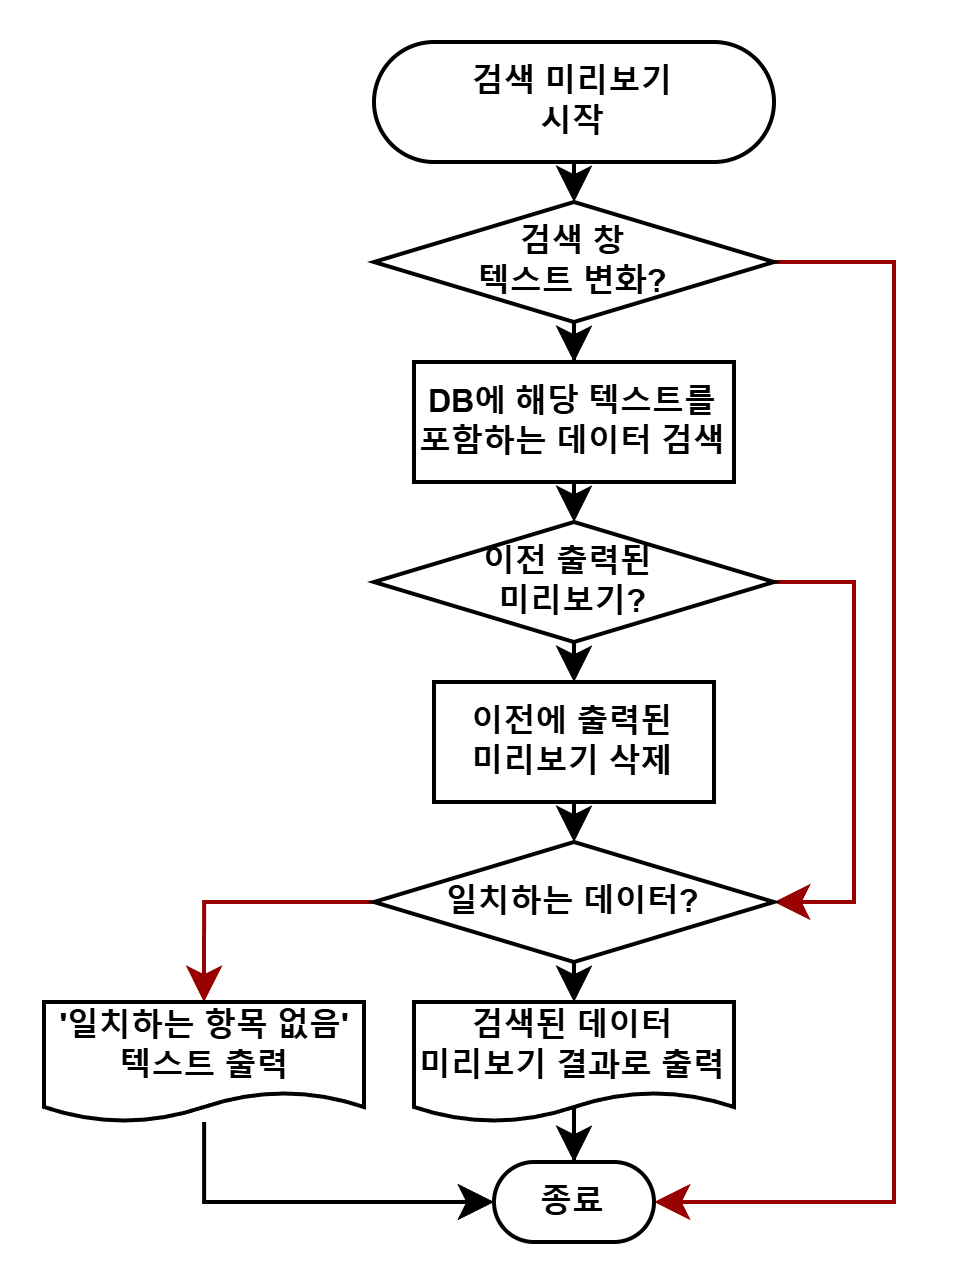 검색 미리보기
시작
검색 창
텍스트 변화?
DB에 해당 텍스트를
포함하는 데이터 검색
이전 출력된
미리보기?
이전에 출력된
미리보기 삭제
일치하는 데이터?
'일치하는 항목 없음'
텍스트 출력
검색된 데이터
미리보기 결과로 출력
종료